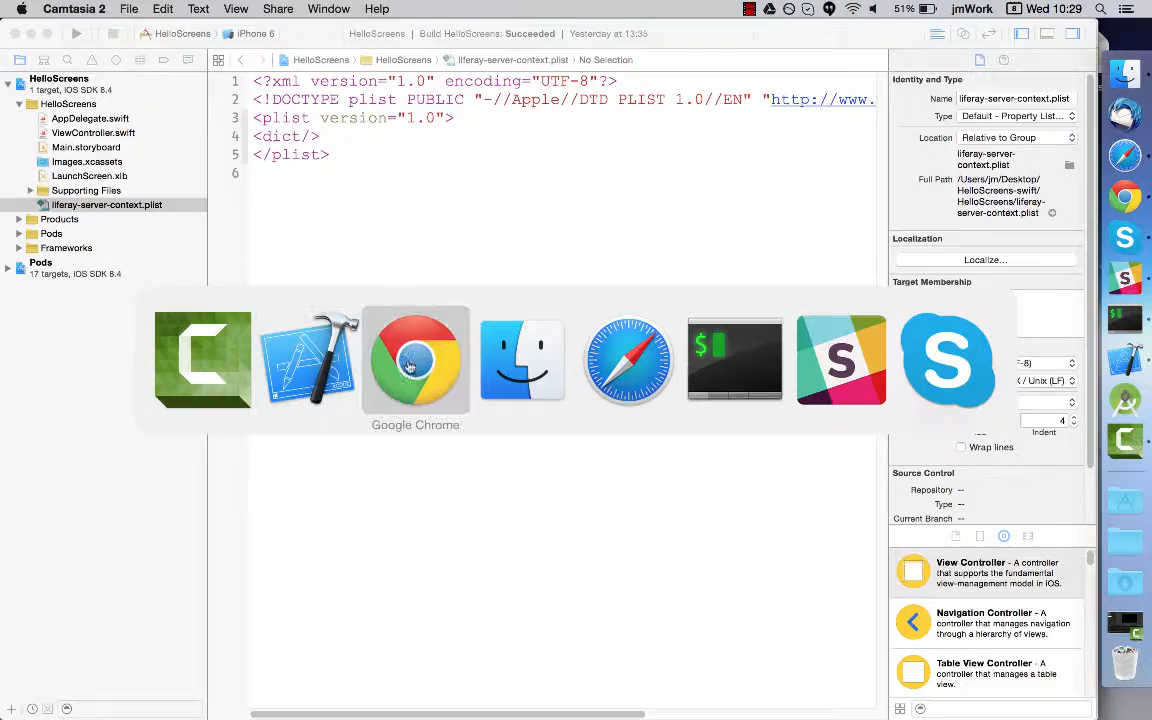 Camtasia 2 File Edit Text View Share Window Help 51% 8 jmWork Wed 10:29
HelloScreens iPhone 6 HelloScreens | Build HelloScreens: Succeeded | Yesterday at 13:35
HelloScreens HelloScreens liferay-server-context.plist No Selection
HelloScreens
1 target, iOS SDK 8.4
HelloScreens
AppDelegate.swift
ViewController.swift
Main.storyboard
Images.xcassets
LaunchScreen.xib
Supporting Files
liferay-server-context.plist
Products
Pods
Frameworks
Pods
17 targets, iOS SDK 8.4
1 <?xml version="1.0" encoding="UTF-8"?>
2 <!DOCTYPE plist PUBLIC "-//Apple//DTD PLIST 1.0//EN" "http://www.
3 <plist version="1.0">
4 <dict/>
5 </plist>
6
$
S
S
Google Chrome
Identity and Type
Name liferay-server-context.plist
Type Default - Property List...
Location Relative to Group
liferay-server-
context.plist
Full Path /Users/jm/Desktop/
HelloScreens-swift/
HelloScreens/liferay-
server-context.plist
Localization
Localize...
Target Membership
-8)
X / Unix (LF)
4
Indent
Wrap lines
Source Control
Repository --
Type --
Current Branch --
View Controller - A controller
that supports the fundamental
view-management model in iOS.
Navigation Controller - A
controller that manages navigation
through a hierarchy of views.
Table View Controller - A
controller that manages a table
view.